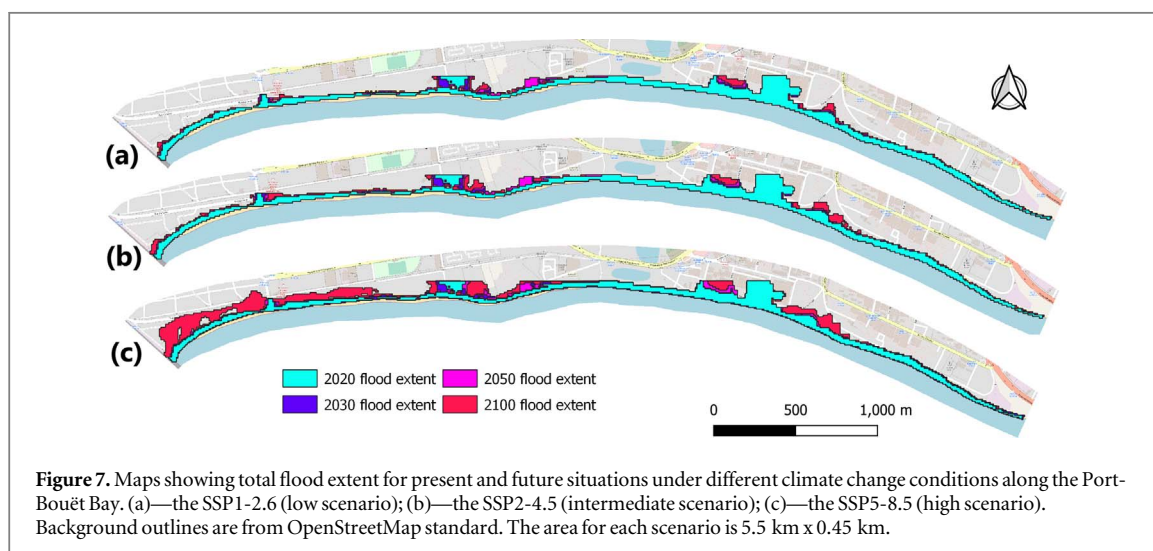 (a)
(b)
(c)
2020 flood extent
2050 flood extent
2030 flood extent
2100 flood extent
0 500 1,000 m
Figure 7. Maps showing total flood extent for present and future situations under different climate change conditions along the Port-
Bouët Bay. (a)—the SSP1-2.6 (low scenario); (b)—the SSP2-4.5 (intermediate scenario); (c)—the SSP5-8.5 (high scenario).
Background outlines are from OpenStreetMap standard. The area for each scenario is 5.5 km x 0.45 km.